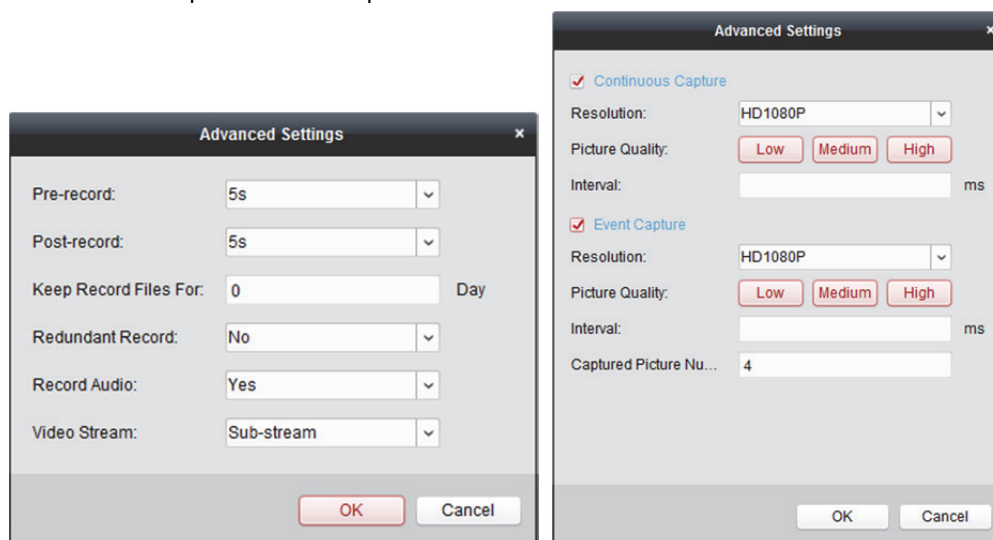 Advanced Settings ×
Pre-record: 5s
Post-record: 5s
Keep Record Files For: 0 Day
Redundant Record: No
Record Audio: Yes
Video Stream: Sub-stream
OK Cancel
Advanced Settings ×
Continuous Capture
Resolution: HD1080P
Picture Quality: Low Medium High
Interval: ms
Event Capture
Resolution: HD1080P
Picture Quality: Low Medium High
Interval: ms
Captured Picture Nu... 4
OK Cancel